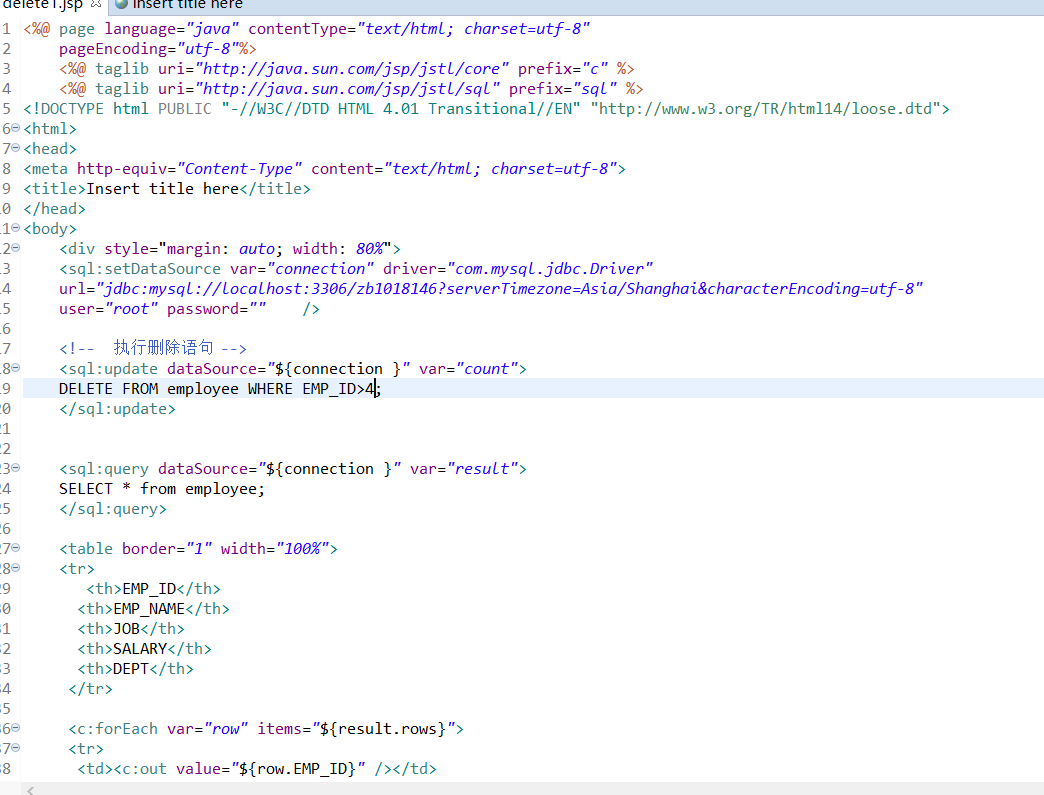 delete1.jsp Insert title here
1 <%@ page language="java" contentType="text/html; charset=utf-8"
2 pageEncoding="utf-8"%>
3 <%@ taglib uri="http://java.sun.com/jsp/jstl/core" prefix="c" %>
4 <%@ taglib uri="http://java.sun.com/jsp/jstl/sql" prefix="sql" %>
5 <!DOCTYPE html PUBLIC "-//W3C//DTD HTML 4.01 Transitional//EN" "http://www.w3.org/TR/html14/loose.dtd">
6 <html>
7 <head>
8 <meta http-equiv="Content-Type" content="text/html; charset=utf-8">
9 <title>Insert title here</title>
10 </head>
11 <body>
12 <div style="margin: auto; width: 80%">
13 <sql:setDataSource var="connection" driver="com.mysql.jdbc.Driver"
14 url="jdbc:mysql://localhost:3306/zb1018146?serverTimezone=Asia/Shanghai&characterEncoding=utf-8"
15 user="root" password="" />
16
17 <!-- 执行删除语句 -->
18 <sql:update dataSource="${connection }" var="count">
19 DELETE FROM employee WHERE EMP_ID>4;
20 </sql:update>
21
22
23 <sql:query dataSource="${connection }" var="result">
24 SELECT * from employee;
25 </sql:query>
26
27 <table border="1" width="100%">
28 <tr>
29 <th>EMP_ID</th>
30 <th>EMP_NAME</th>
31 <th>JOB</th>
32 <th>SALARY</th>
33 <th>DEPT</th>
34 </tr>
35
36 <c:forEach var="row" items="${result.rows}">
37 <tr>
38 <td><c:out value="${row.EMP_ID}" /></td>